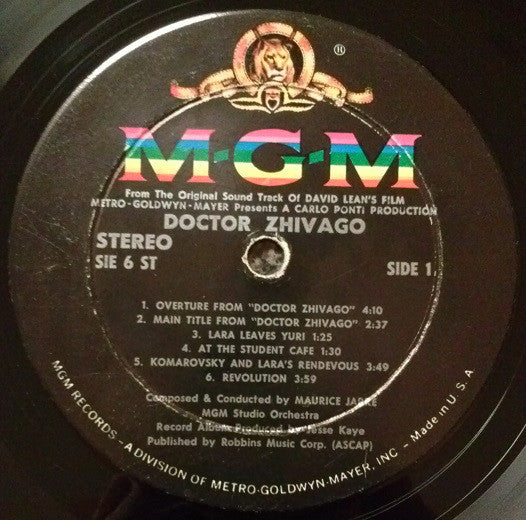 ®
M-G-M
From The Original Sound Track Of DAVID LEAN'S FILM
METRO-GOLDWYN-MAYER Presents A CARLO PONTI PRODUCTION
DOCTOR ZHIVAGO
STEREO
SIE 6 ST
SIDE 1
1. OVERTURE FROM "DOCTOR ZHIVAGO" 4:10
2. MAIN TITLE FROM "DOCTOR ZHIVAGO" 2:37
3. LARA LEAVES YURI 1:25
4. AT THE STUDENT CAFE 1:30
5. KOMAROVSKY AND LARA'S RENDEVOUS 3:49
6. REVOLUTION 3:59
Composed & Conducted by MAURICE JARRE
MGM Studio Orchestra
Record Album Produced by Jesse Kaye
Published by Robbins Music Corp. (ASCAP)
MGM RECORDS - A DIVISION OF METRO-GOLDWYN-MAYER, INC - Made in U.S.A